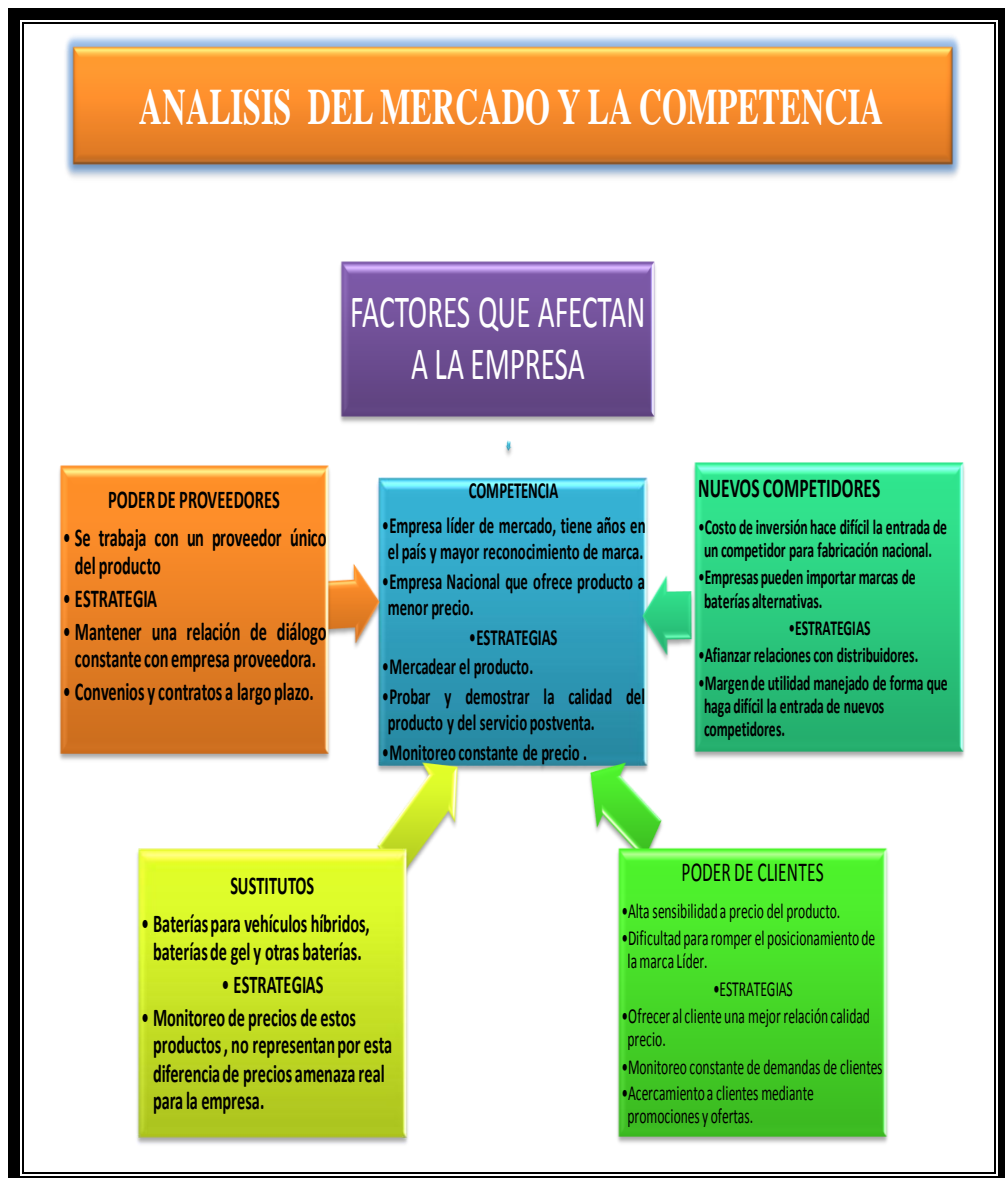 ANALISIS DEL MERCADO Y LA COMPETENCIA
FACTORES QUE AFECTAN
A LA EMPRESA
PODER DE PROVEEDORES
• Se trabaja con un proveedor único
del producto
• ESTRATEGIA
• Mantener una relación de diálogo
constante con empresa proveedora.
• Convenios y contratos a largo plazo.
COMPETENCIA
•Empresa líder de mercado, tiene años en
el país y mayor reconocimiento de marca.
•Empresa Nacional que ofrece producto a
menor precio.
•ESTRATEGIAS
•Mercadear el producto.
•Probar y demostrar la calidad del
producto y del servicio postventa.
•Monitoreo constante de precio .
NUEVOS COMPETIDORES
•Costo de inversión hace difícil la entrada de
un competidor para fabricación nacional.
•Empresas pueden importar marcas de
baterías alternativas.
•ESTRATEGIAS
•Afianzar relaciones con distribuidores.
•Margen de utilidad manejado de forma que
haga difícil la entrada de nuevos
competidores.
SUSTITUTOS
• Baterías para vehículos híbridos,
baterías de gel y otras baterías.
• ESTRATEGIAS
• Monitoreo de precios de estos
productos , no representan por esta
diferencia de precios amenaza real
para la empresa.
PODER DE CLIENTES
•Alta sensibilidad a precio del producto.
•Dificultad para romper el posicionamiento de
la marca Líder.
•ESTRATEGIAS
•Ofrecer al cliente una mejor relación calidad
precio.
•Monitoreo constante de demandas de clientes
•Acercamiento a clientes mediante
promociones y ofertas.